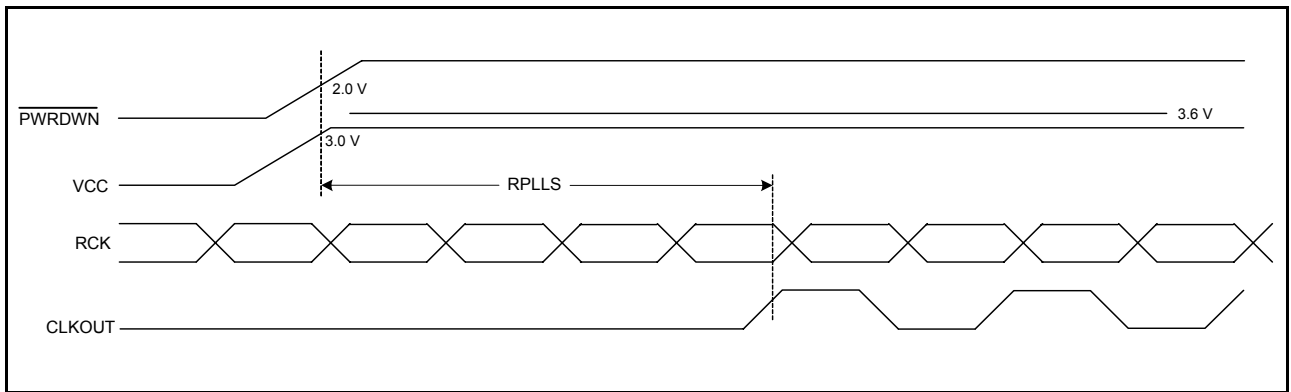 2.0 V
PWRDWN
3.6 V
3.0 V
VCC
RPLLS
RCK
CLKOUT